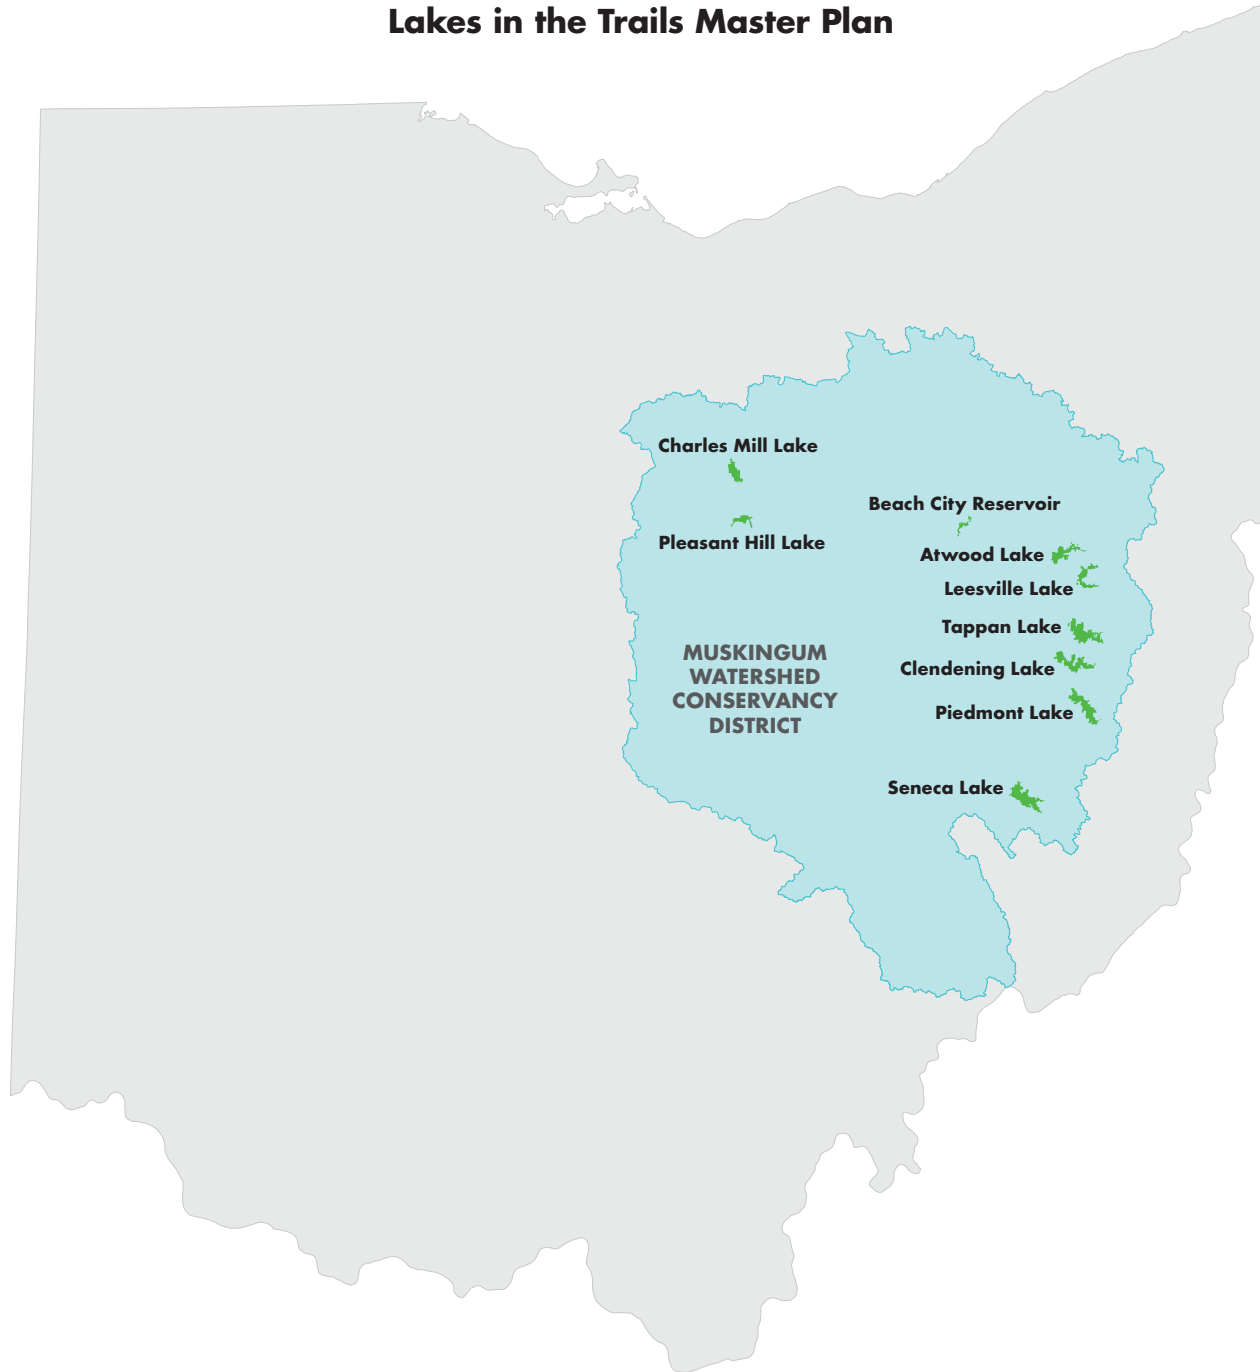 Lakes in the Trails Master Plan
Charles Mill Lake
Beach City Reservoir
Pleasant Hill Lake
Atwood Lake
Leesville Lake
Tappan Lake
MUSKINGUM
WATERSHED
CONSERVANCY
DISTRICT
Clendening Lake
Piedmont Lake
Seneca Lake